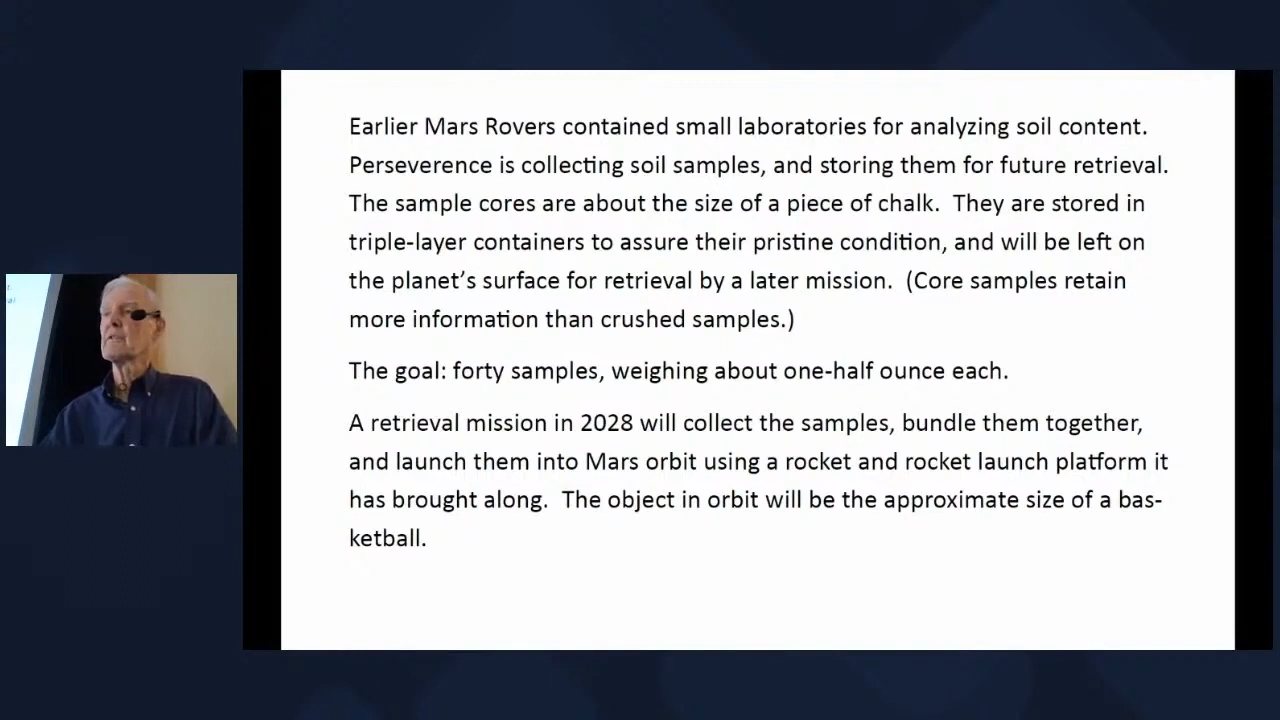 Earlier Mars Rovers contained small laboratories for analyzing soil content.
Perseverence is collecting soil samples, and storing them for future retrieval.
The sample cores are about the size of a piece of chalk.  They are stored in
triple-layer containers to assure their pristine condition, and will be left on
the planet’s surface for retrieval by a later mission.  (Core samples retain
more information than crushed samples.)
The goal: forty samples, weighing about one-half ounce each.
A retrieval mission in 2028 will collect the samples, bundle them together,
and launch them into Mars orbit using a rocket and rocket launch platform it
has brought along.  The object in orbit will be the approximate size of a bas-
ketball.